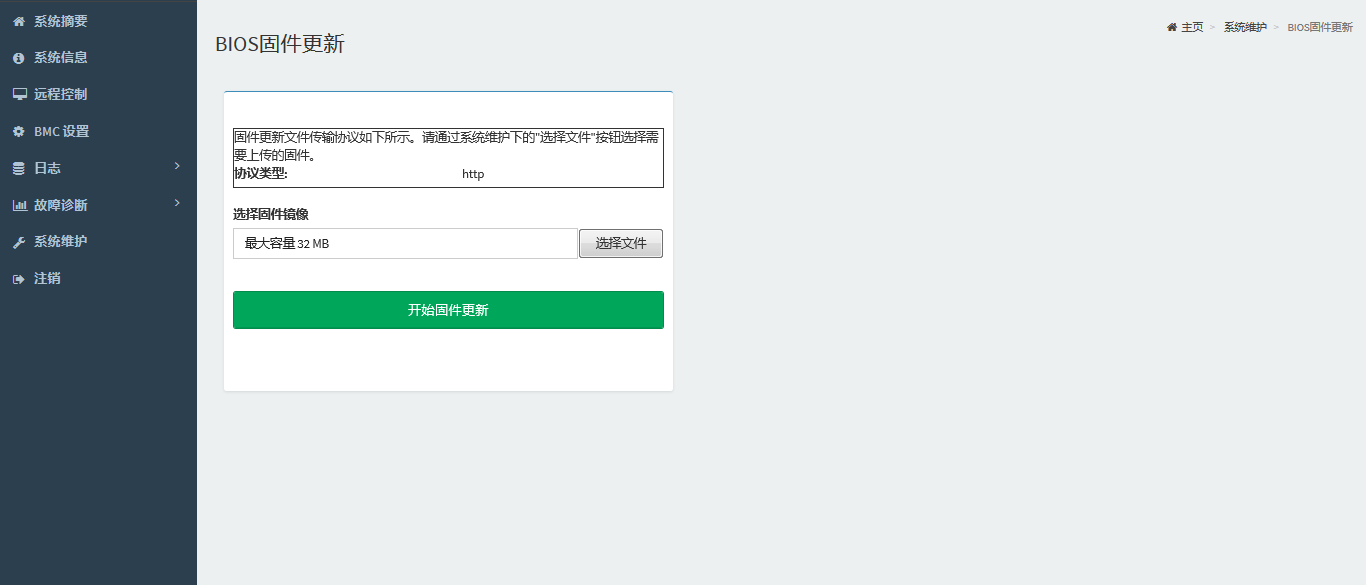 系统摘要
系统信息
远程控制
BMC 设置
日志
故障诊断
系统维护
注销
BIOS固件更新
主页 > 系统维护 > BIOS固件更新
固件更新文件传输协议如下所示。请通过系统维护下的"选择文件"按钮选择需
要上传的固件。
协议类型: http
选择固件镜像
最大容量 32 MB 选择文件
开始固件更新